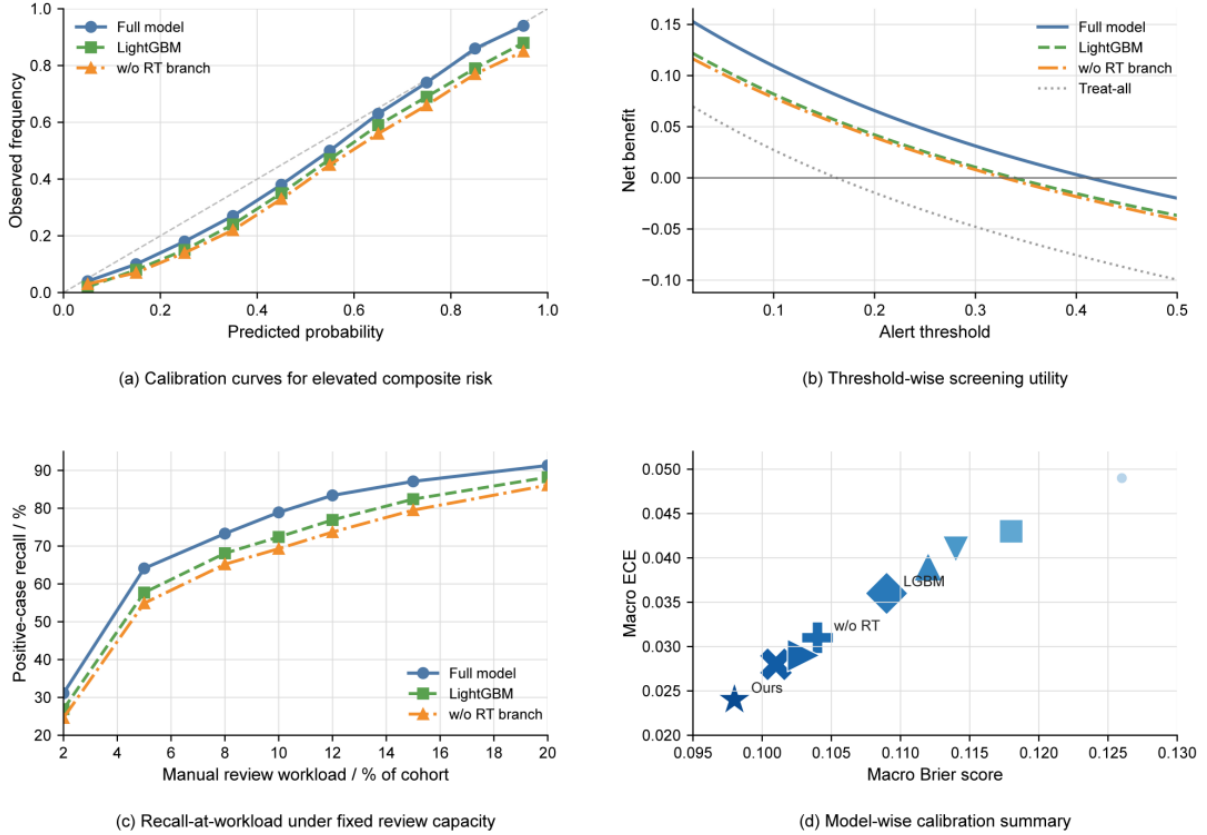 1.0
0.8
0.6
0.4
0.2
0.0
Observed frequency
Full model
LightGBM
w/o RT branch
0.0 0.2 0.4 0.6 0.8 1.0
Predicted probability
(a) Calibration curves for elevated composite risk
0.15
0.10
0.05
0.00
−0.05
−0.10
Net benefit
Full model
LightGBM
w/o RT branch
Treat-all
0.1 0.2 0.3 0.4 0.5
Alert threshold
(b) Threshold-wise screening utility
90
80
70
60
50
40
30
20
Positive-case recall / %
Full model
LightGBM
w/o RT branch
2 4 6 8 10 12 14 16 18 20
Manual review workload / % of cohort
(c) Recall-at-workload under fixed review capacity
0.050
0.045
0.040
0.035
0.030
0.025
0.020
Macro ECE
LGBM
w/o RT
Ours
0.095 0.100 0.105 0.110 0.115 0.120 0.125 0.130
Macro Brier score
(d) Model-wise calibration summary